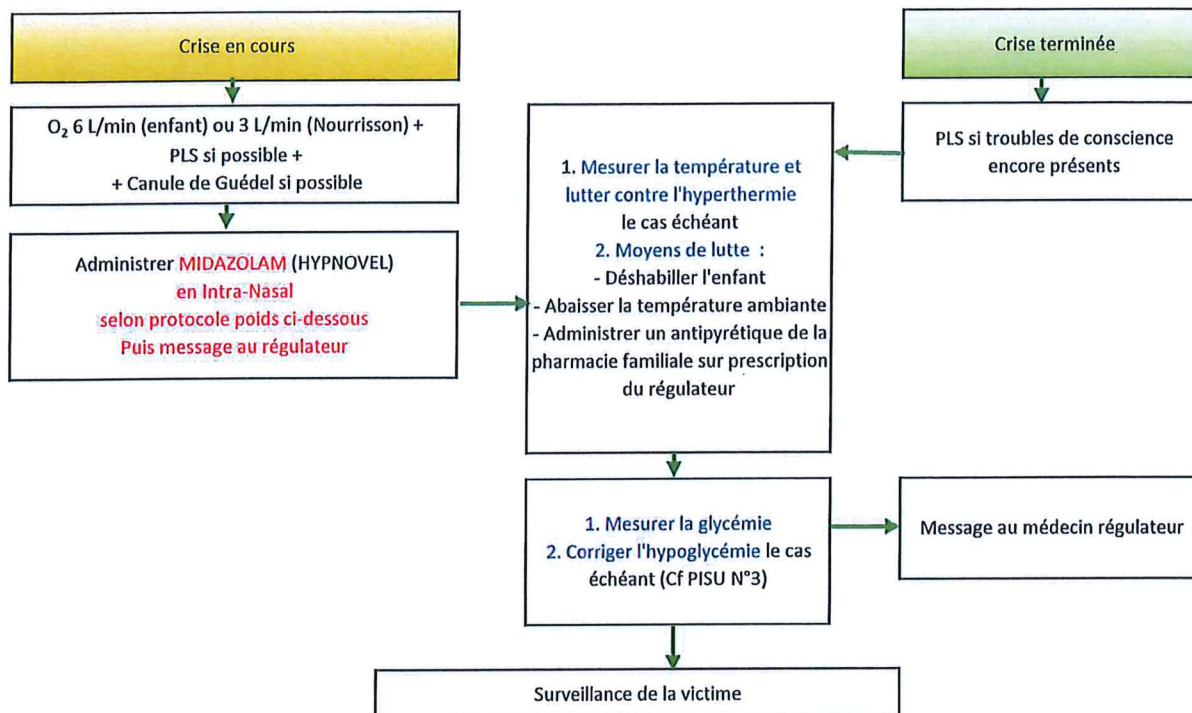 Crise en cours
O₂ 6 L/min (enfant) ou 3 L/min (Nourrisson) +
PLS si possible +
+ Canule de Guédel si possible
Administrer MIDAZOLAM (HYPNOVEL)
en Intra-Nasal
selon protocole poids ci-dessous
Puis message au régulateur
Crise terminée
PLS si troubles de conscience
encore présents
1. Mesurer la température et
lutter contre l'hyperthermie
le cas échéant
2. Moyens de lutte :
- Déshabiller l'enfant
- Abaisser la température ambiante
- Administrer un antipyrétique de la
pharmacie familiale sur prescription
du régulateur
1. Mesurer la glycémie
2. Corriger l'hypoglycémie le cas
échéant (Cf PISU N°3)
Message au médecin régulateur
Surveillance de la victime